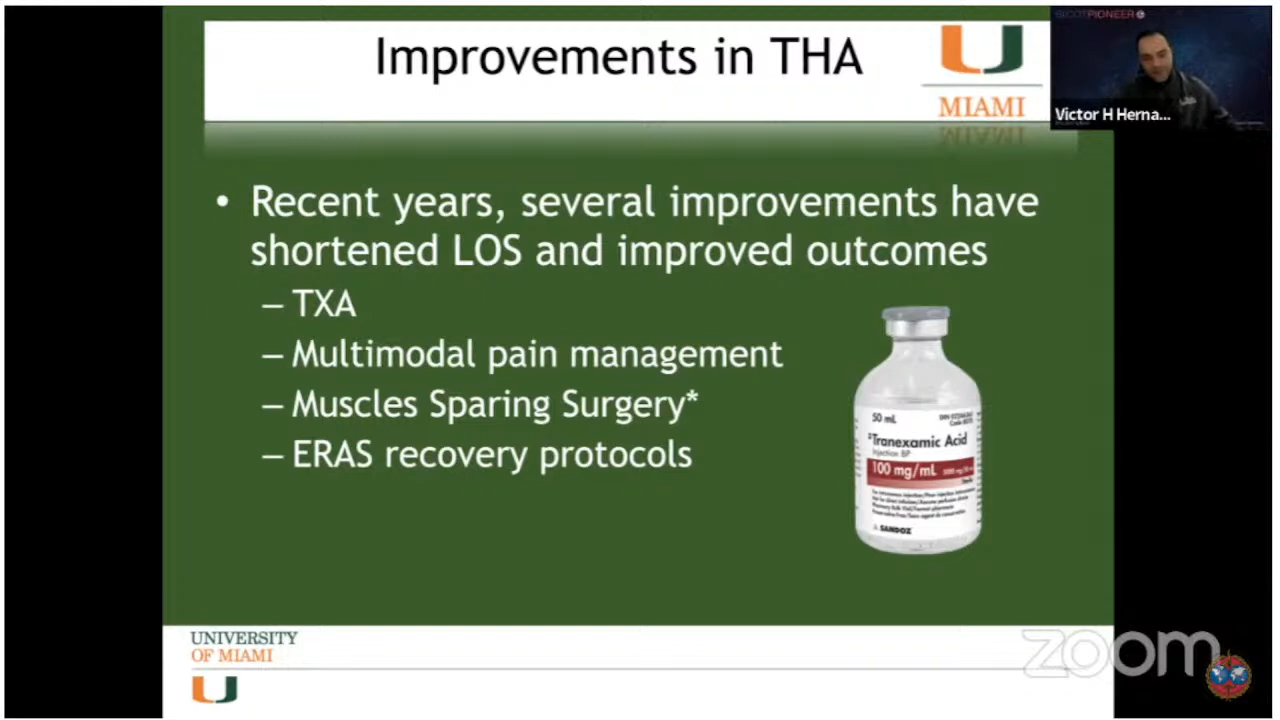 Improvements in THA
MIAMI
SICOTPIONEER
Victor H Herna...
• Recent years, several improvements have
shortened LOS and improved outcomes
– TXA
– Multimodal pain management
– Muscles Sparing Surgery*
– ERAS recovery protocols
50 mL
Tranexamic Acid
Injection BP
100 mg/mL
SANDOZ
UNIVERSITY
OF MIAMI
zoom